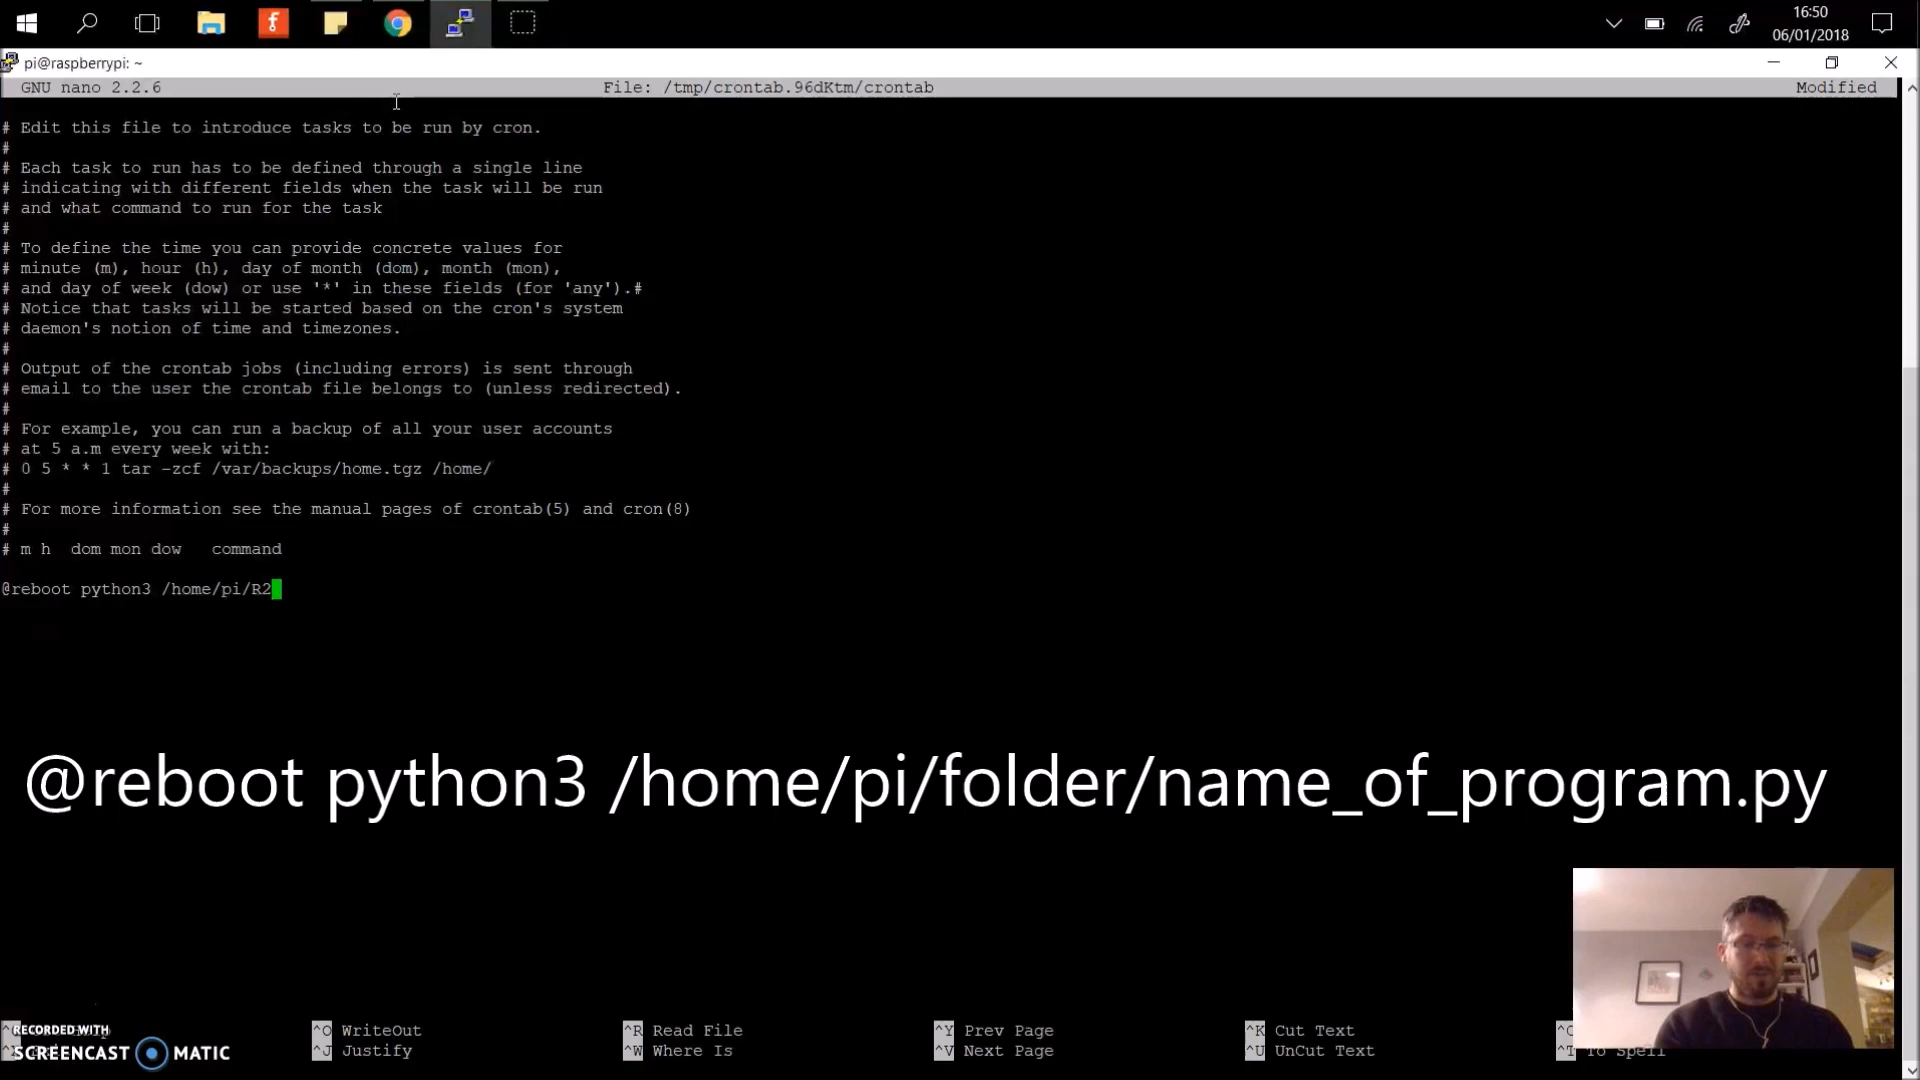 16:50
06/01/2018
pi@raspberrypi: ~
GNU nano 2.2.6 File: /tmp/crontab.96dKtm/crontab Modified
# Edit this file to introduce tasks to be run by cron.
#
# Each task to run has to be defined through a single line
# indicating with different fields when the task will be run
# and what command to run for the task
#
# To define the time you can provide concrete values for
# minute (m), hour (h), day of month (dom), month (mon),
# and day of week (dow) or use '*' in these fields (for 'any').#
# Notice that tasks will be started based on the cron's system
# daemon's notion of time and timezones.
#
# Output of the crontab jobs (including errors) is sent through
# email to the user the crontab file belongs to (unless redirected).
#
# For example, you can run a backup of all your user accounts
# at 5 a.m every week with:
# 0 5 * * 1 tar -zcf /var/backups/home.tgz /home/
#
# For more information see the manual pages of crontab(5) and cron(8)
#
# m h  dom mon dow   command
@reboot python3 /home/pi/R2
@reboot python3 /home/pi/folder/name_of_program.py
^O WriteOut ^R Read File ^Y Prev Page ^K Cut Text
^J Justify ^W Where Is ^V Next Page ^U UnCut Text ^T To Spell
RECORDED WITH
SCREENCAST MATIC